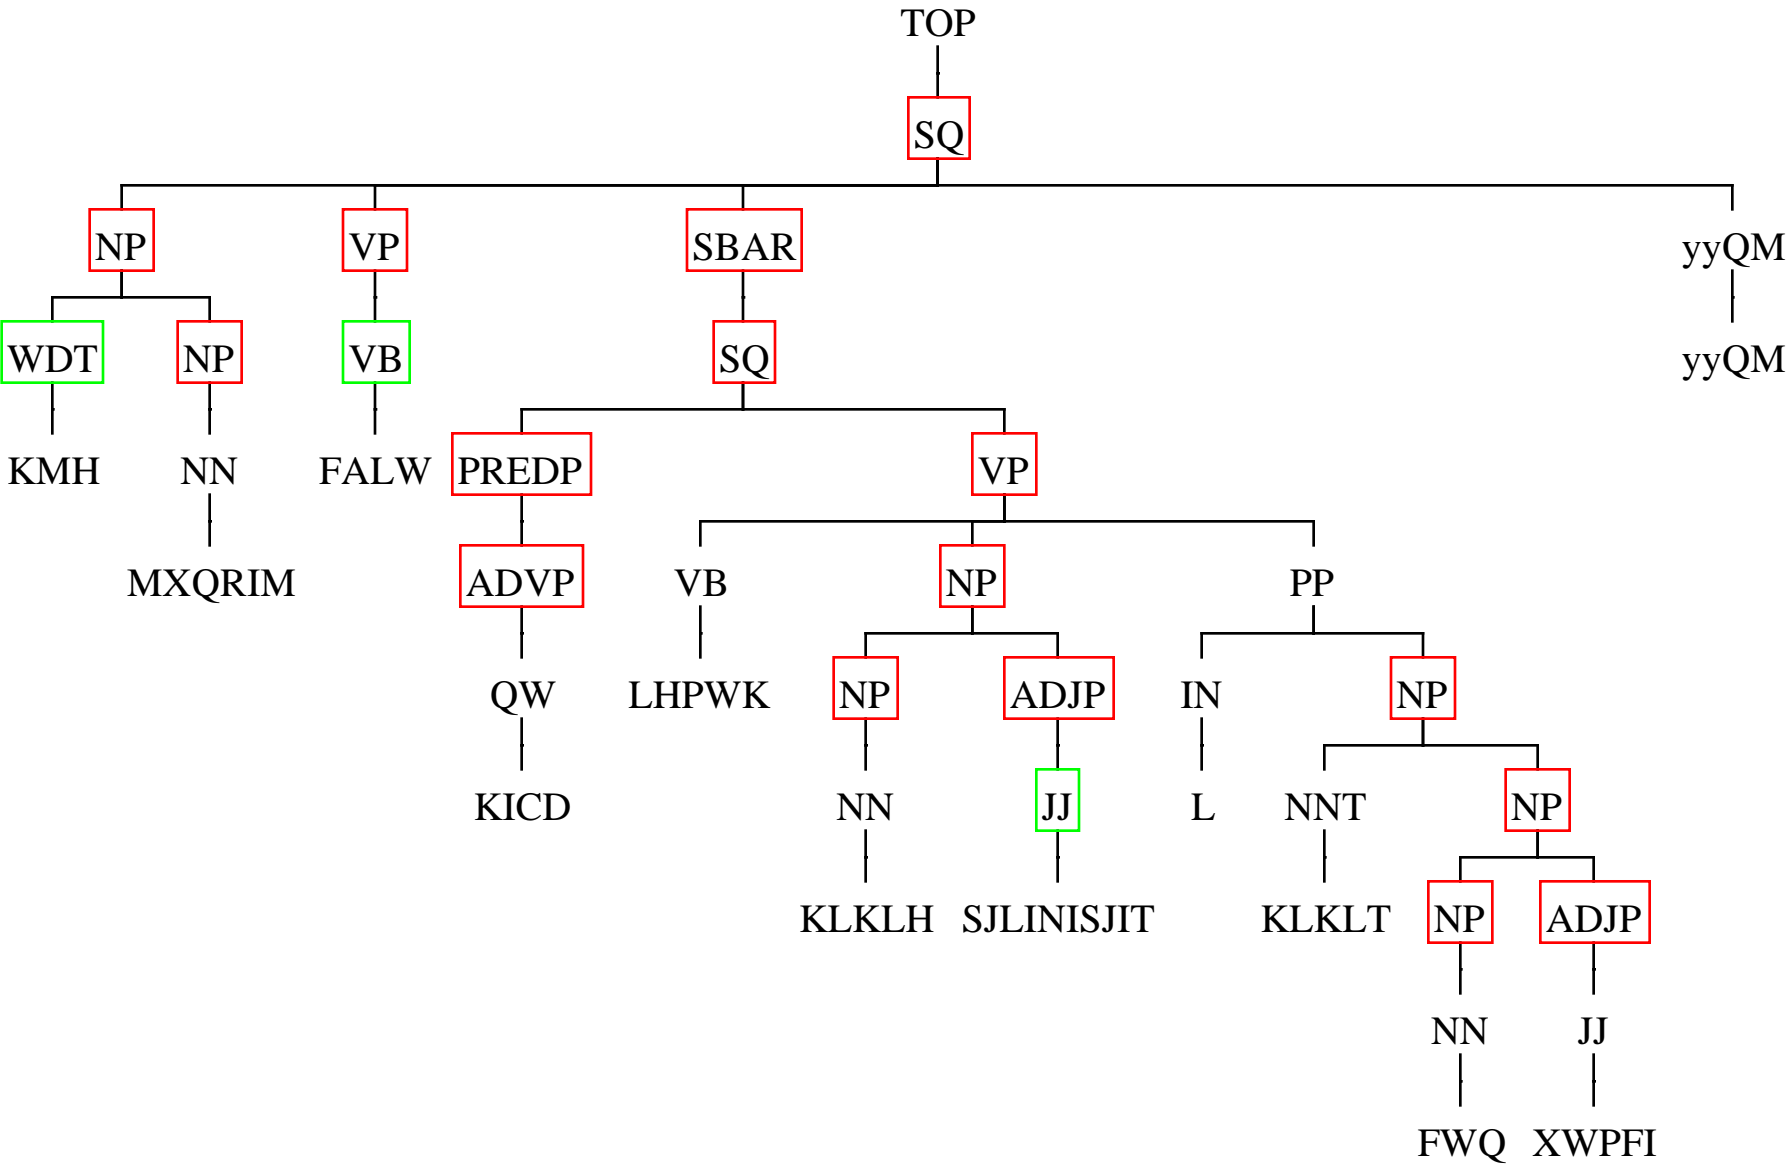 TOP
SQ
NP VP SBAR yyQM
WDT NP VB SQ yyQM
KMH NN FALW PREDP VP
MXQRIM ADVP VB NP PP
QW LHPWK NP ADJP IN NP
KICD NN JJ L NNT NP
KLKLH SJLINISJIT KLKLT NP ADJP
NN JJ
FWQ XWPFI